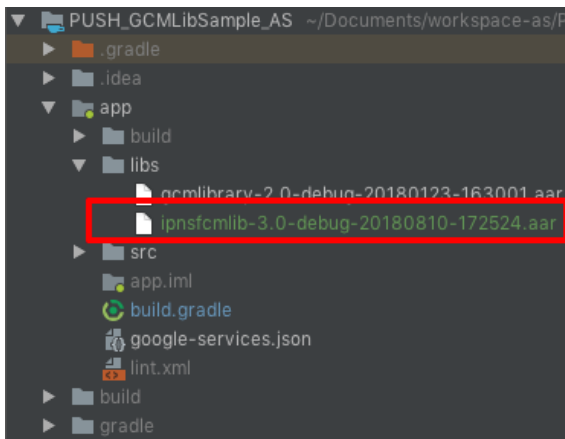 PUSH_GCMLibSample_AS ~/Documents/workspace-as/P
.gradle
.idea
app
build
libs
gcmlibrary-2.0-debug-20180123-163001.aar
ipnsfcmlib-3.0-debug-20180810-172524.aar
src
app.iml
build.gradle
google-services.json
lint.xml
build
gradle